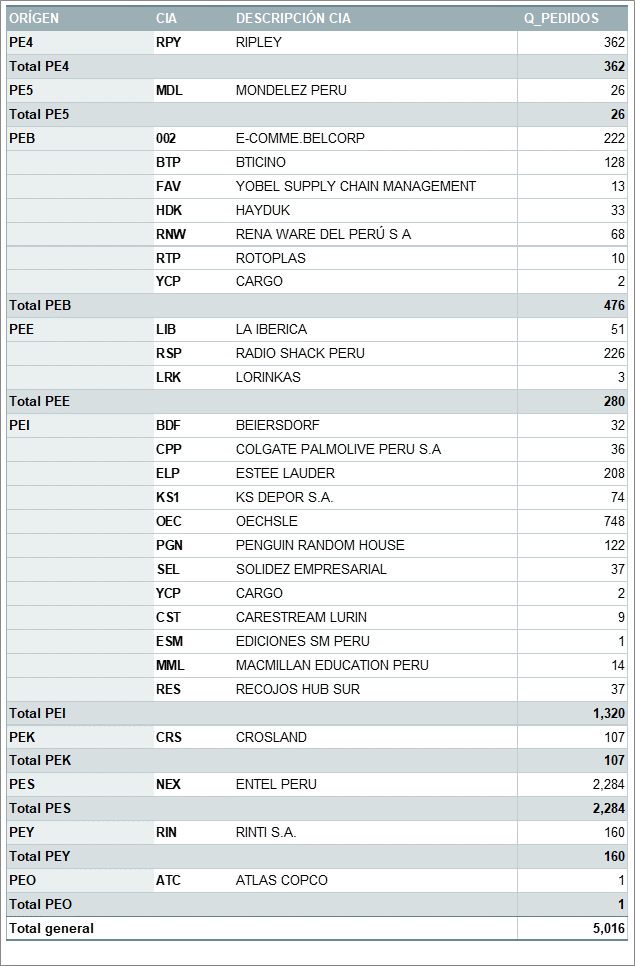 ORÍGEN CIA DESCRIPCIÓN CIA Q_PEDIDOS
PE4 RPY RIPLEY 362
Total PE4 362
PE5 MDL MONDELEZ PERU 26
Total PE5 26
PEB 002 E-COMME.BELCORP 222
BTP BTICINO 128
FAV YOBEL SUPPLY CHAIN MANAGEMENT 13
HDK HAYDUK 33
RNW RENA WARE DEL PERÚ S A 68
RTP ROTOPLAS 10
YCP CARGO 2
Total PEB 476
PEE LIB LA IBERICA 51
RSP RADIO SHACK PERU 226
LRK LORINKAS 3
Total PEE 280
PEI BDF BEIERSDORF 32
CPP COLGATE PALMOLIVE PERU S.A 36
ELP ESTEE LAUDER 208
KS1 KS DEPOR S.A. 74
OEC OECHSLE 748
PGN PENGUIN RANDOM HOUSE 122
SEL SOLIDEZ EMPRESARIAL 37
YCP CARGO 2
CST CARESTREAM LURIN 9
ESM EDICIONES SM PERU 1
MML MACMILLAN EDUCATION PERU 14
RES RECOJOS HUB SUR 37
Total PEI 1,320
PEK CRS CROSLAND 107
Total PEK 107
PES NEX ENTEL PERU 2,284
Total PES 2,284
PEY RIN RINTI S.A. 160
Total PEY 160
PEO ATC ATLAS COPCO 1
Total PEO 1
Total general 5,016